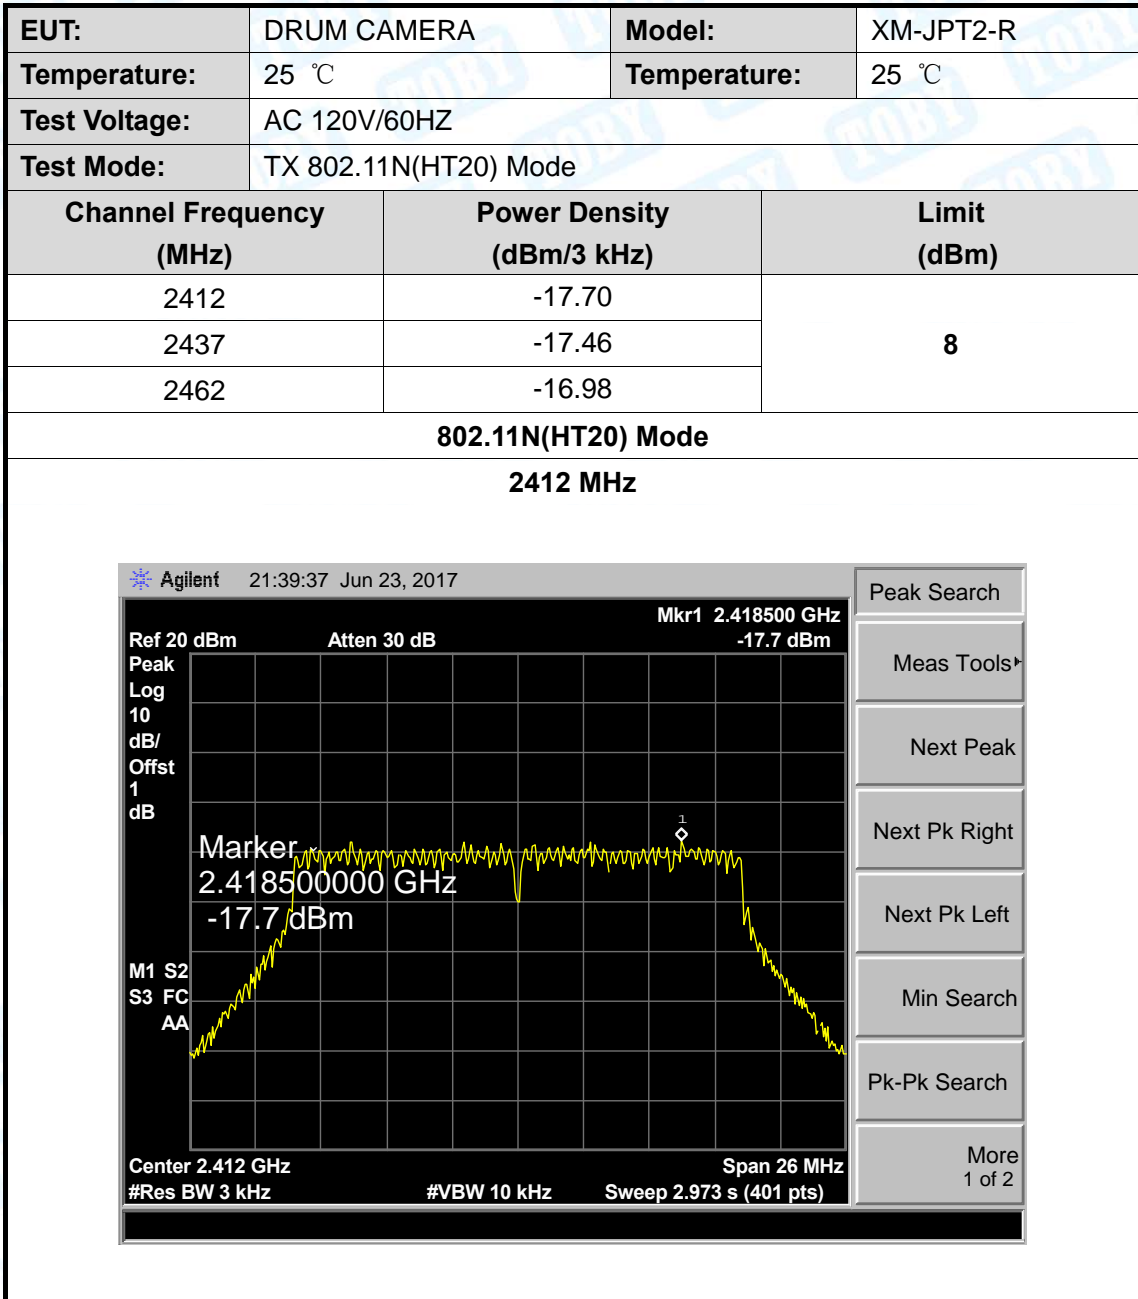 EUT: DRUM CAMERA Model: XM-JPT2-R
Temperature: 25 ℃ Temperature: 25 ℃
Test Voltage: AC 120V/60HZ
Test Mode: TX 802.11N(HT20) Mode
Channel Frequency Power Density Limit
(MHz) (dBm/3 kHz) (dBm)
2412 -17.70
2437 -17.46 8
2462 -16.98
802.11N(HT20) Mode
2412 MHz
Agilent 21:39:37 Jun 23, 2017
Peak Search
Mkr1 2.418500 GHz
Ref 20 dBm Atten 30 dB -17.7 dBm
Peak
Log
10
dB/
Offst
1
dB
Meas Tools
Next Peak
1
Next Pk Right
Marker
2.418500000 GHz
-17.7 dBm
Next Pk Left
M1 S2
S3 FC
AA
Min Search
Pk-Pk Search
Center 2.412 GHz Span 26 MHz
#Res BW 3 kHz #VBW 10 kHz Sweep 2.973 s (401 pts)
More
1 of 2
TOBY
TOBY
TOBY
TOBY
TOBY